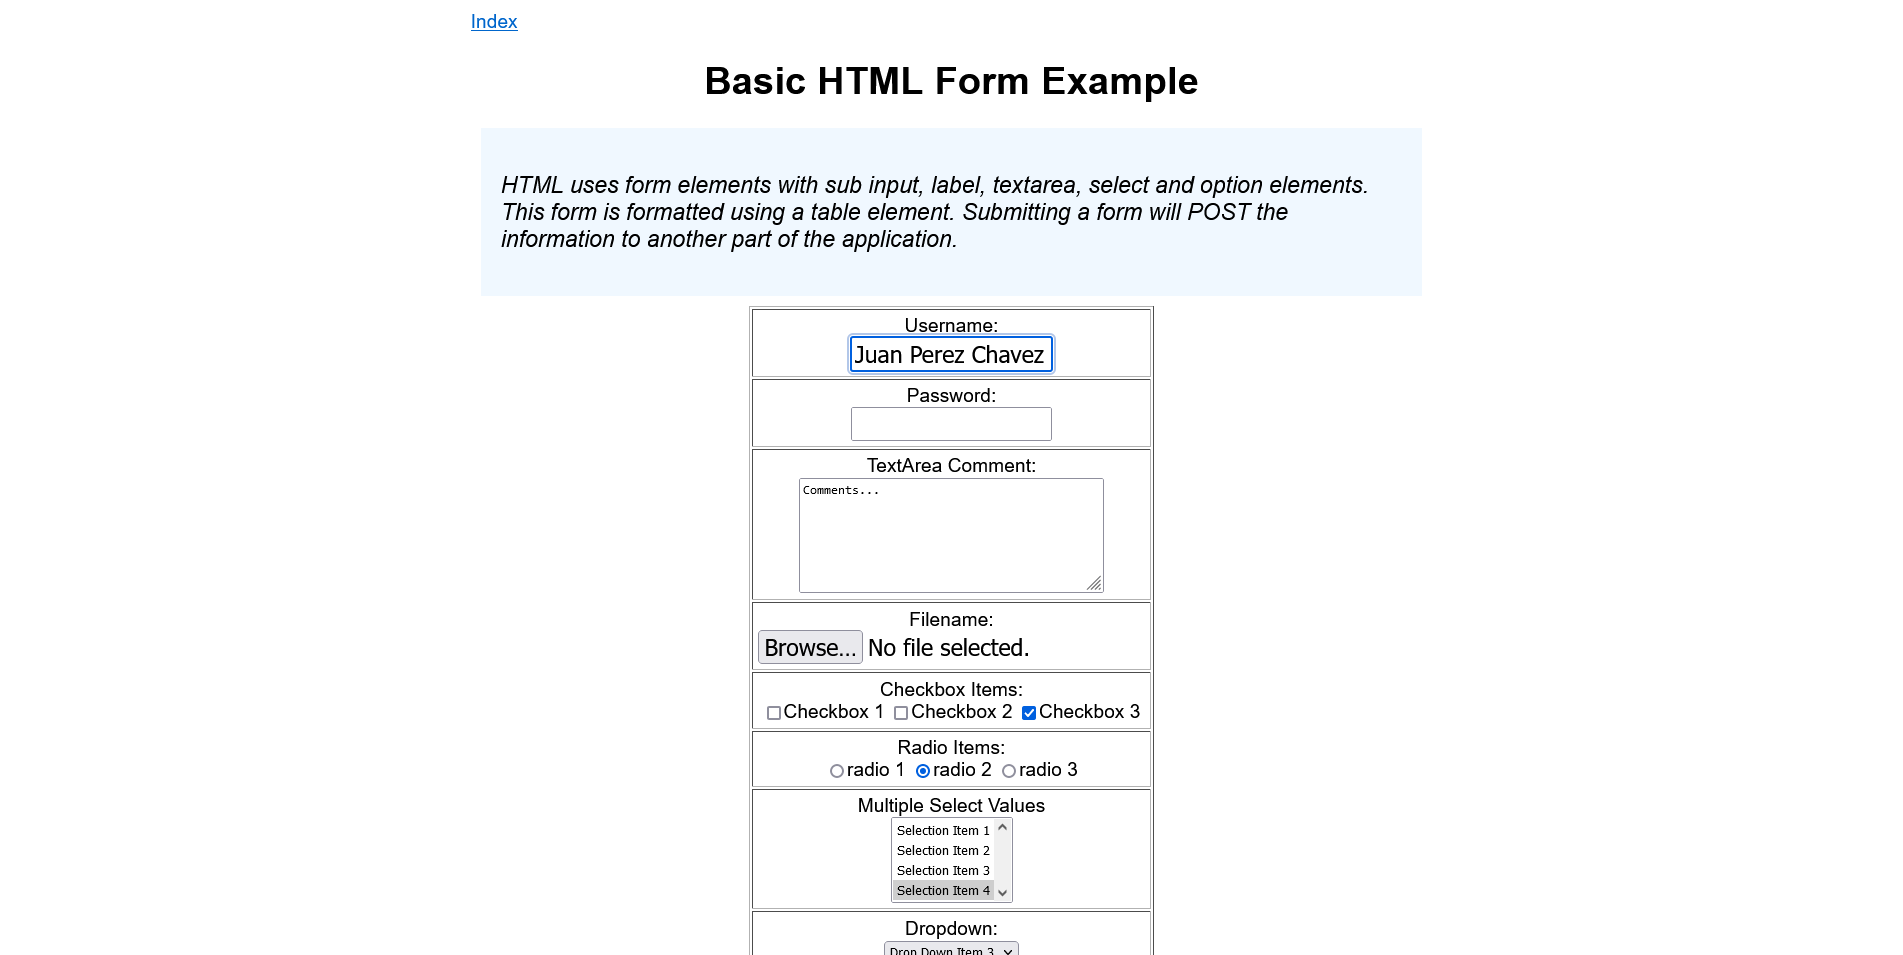 Index
Basic HTML Form Example
HTML uses form elements with sub input, label, textarea, select and option elements.
This form is formatted using a table element. Submitting a form will POST the
information to another part of the application.
Username:
Juan Perez Chavez
Password:
TextArea Comment:
Comments...
Filename:
Browse... No file selected.
Checkbox Items:
Checkbox 1 Checkbox 2 Checkbox 3
Radio Items:
radio 1 radio 2 radio 3
Multiple Select Values
Selection Item 1
Selection Item 2
Selection Item 3
Selection Item 4
Dropdown:
Drop Down Item 3